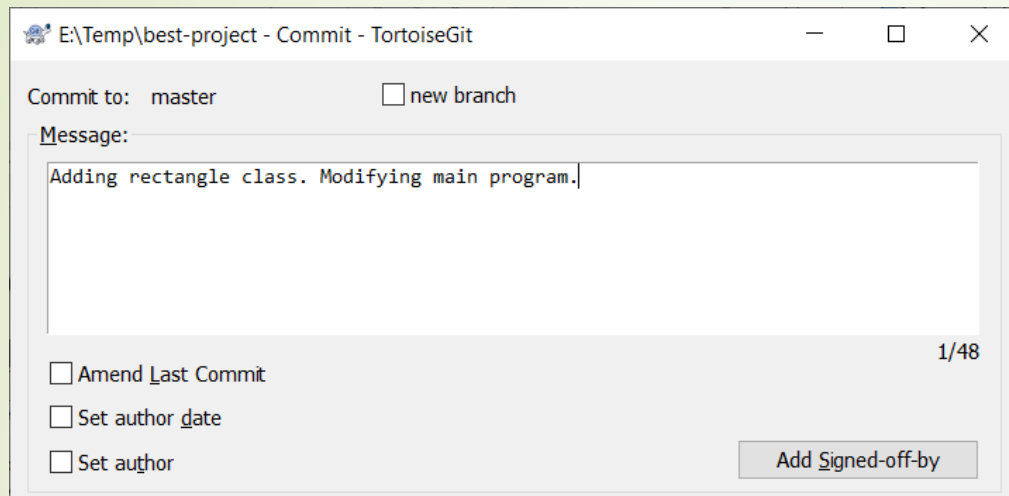 E:\Temp\best-project - Commit - TortoiseGit
Commit to: master new branch
Message:
Adding rectangle class. Modifying main program.
1/48
Amend Last Commit
Set author date
Set author
Add Signed-off-by